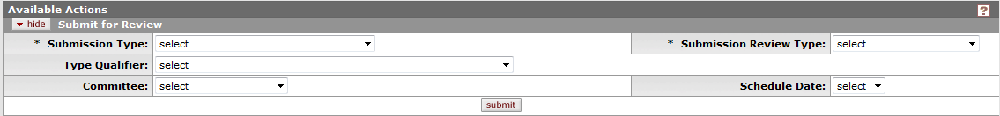 Available Actions ?
hide Submit for Review
* Submission Type: select * Submission Review Type: select
Type Qualifier: select
Committee: select Schedule Date: select
submit